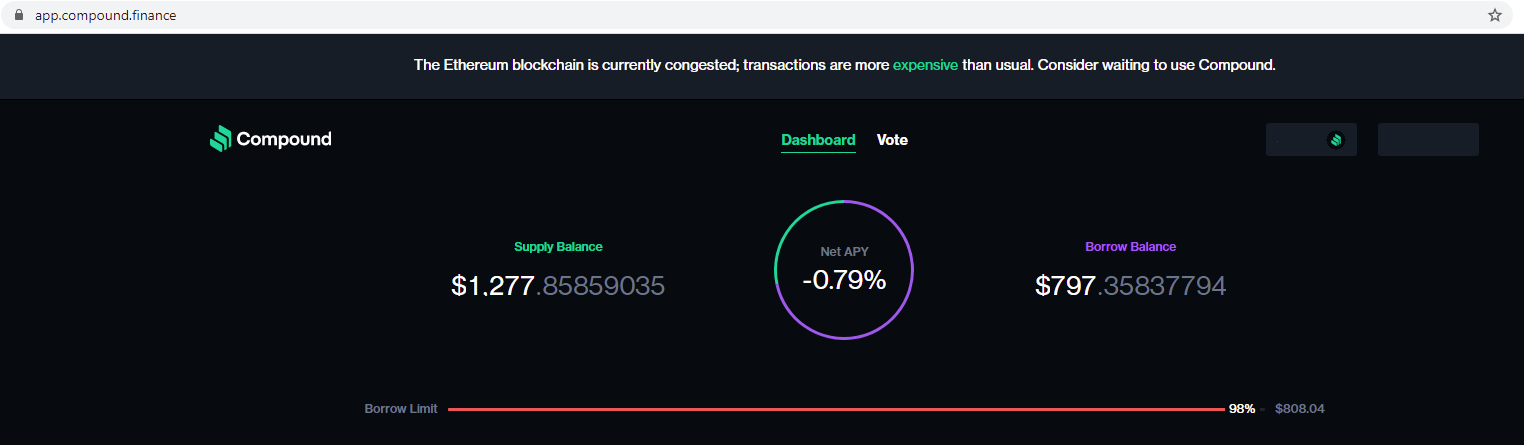 app.compound.finance
The Ethereum blockchain is currently congested; transactions are more expensive than usual. Consider waiting to use Compound.
Compound Dashboard Vote
Supply Balance
$1,277.85859035
Net APY
-0.79%
Borrow Balance
$797.35837794
Borrow Limit 98% $808.04